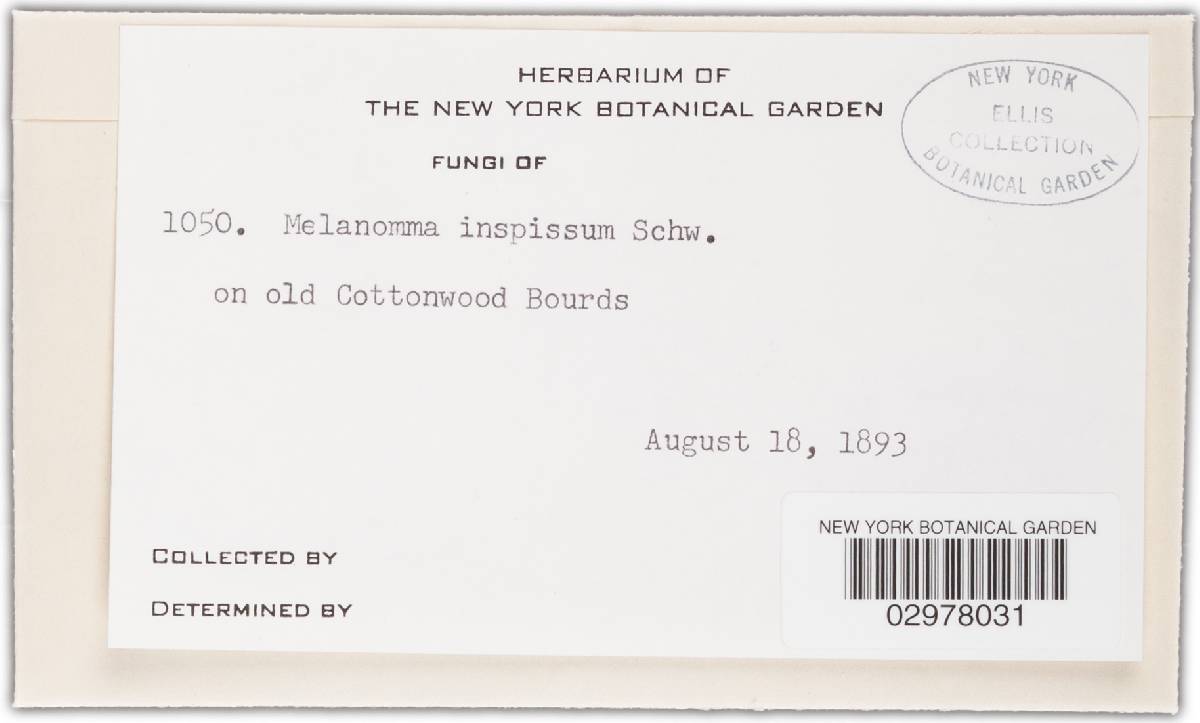 HERBARIUM OF
THE NEW YORK BOTANICAL GARDEN
FUNGI OF
NEW YORK
ELLIS
COLLECTION
BOTANICAL GARDEN
1050. Melanomma inspissum Schw.
on old Cottonwood Bourds
August 18, 1893
COLLECTED BY
DETERMINED BY
NEW YORK BOTANICAL GARDEN
02978031